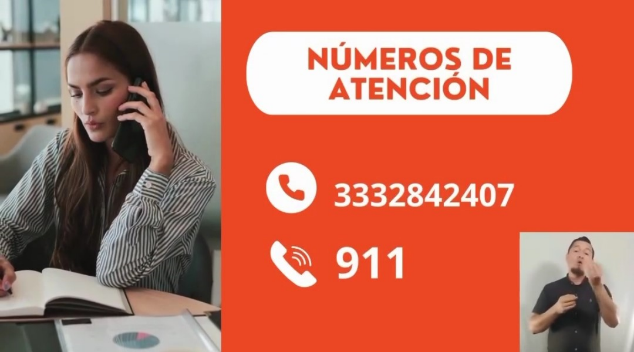 NÚMEROS DE
ATENCIÓN
3332842407
911